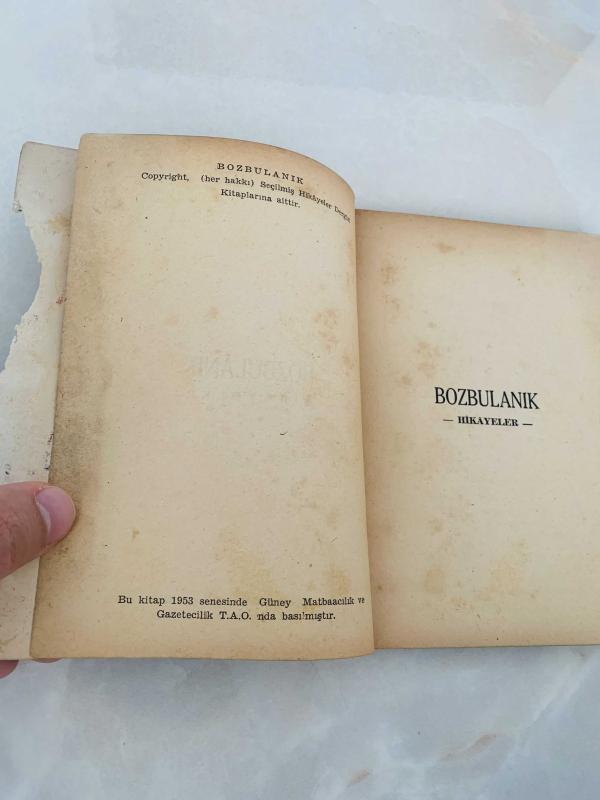 BOZBULANIK
Copyright, (her hakkı) Seçilmiş Hikâyeler Dergisi
Kitaplarına aittir.
Bu kitap 1953 senesinde Güney Matbaacılık ve
Gazetecilik T.A.O. nda basılmıştır.
BOZBULANIK
— HİKÂYELER —